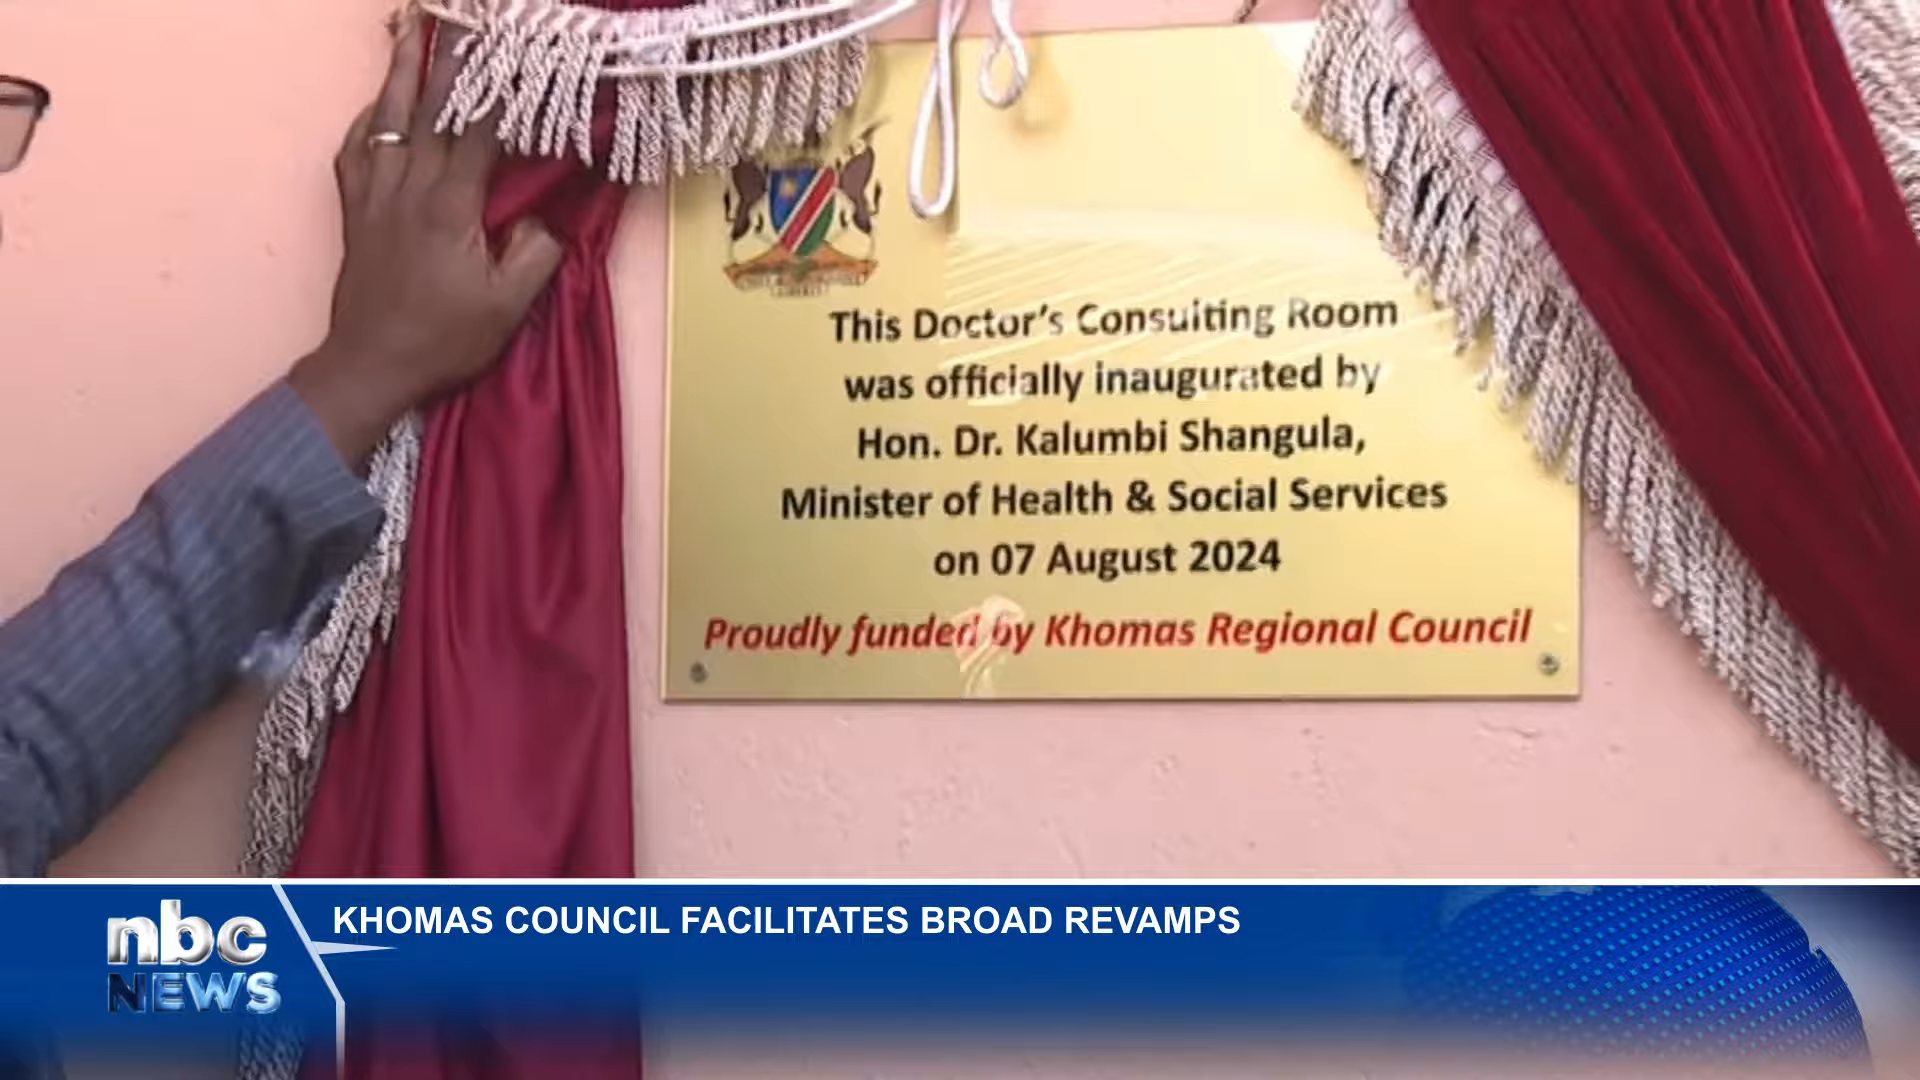 This Doctor's Consulting Room
was officially inaugurated by
Hon. Dr. Kalumbi Shangula,
Minister of Health & Social Services
on 07 August 2024
Proudly funded by Khomas Regional Council
KHOMAS COUNCIL FACILITATES BROAD REVAMPS
nbc
NEWS